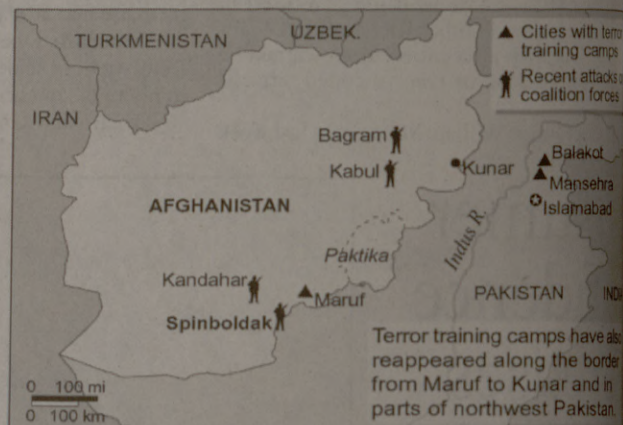 TURKMENISTAN
UZBEK.
▲ Cities with
training camps
Recent attacks
coalition forces
IRAN
Bagram
Kabul
Kunar
Balakot
Mansehra
Islamabad
AFGHANISTAN
Indus R.
Paktika
Kandahar
Maruf
PAKISTAN
Spinboldak
Terror training camps have
reappeared along the border
from Maruf to Kunar and in
parts of northwest Pakistan.
0 100 mi
0 100 km